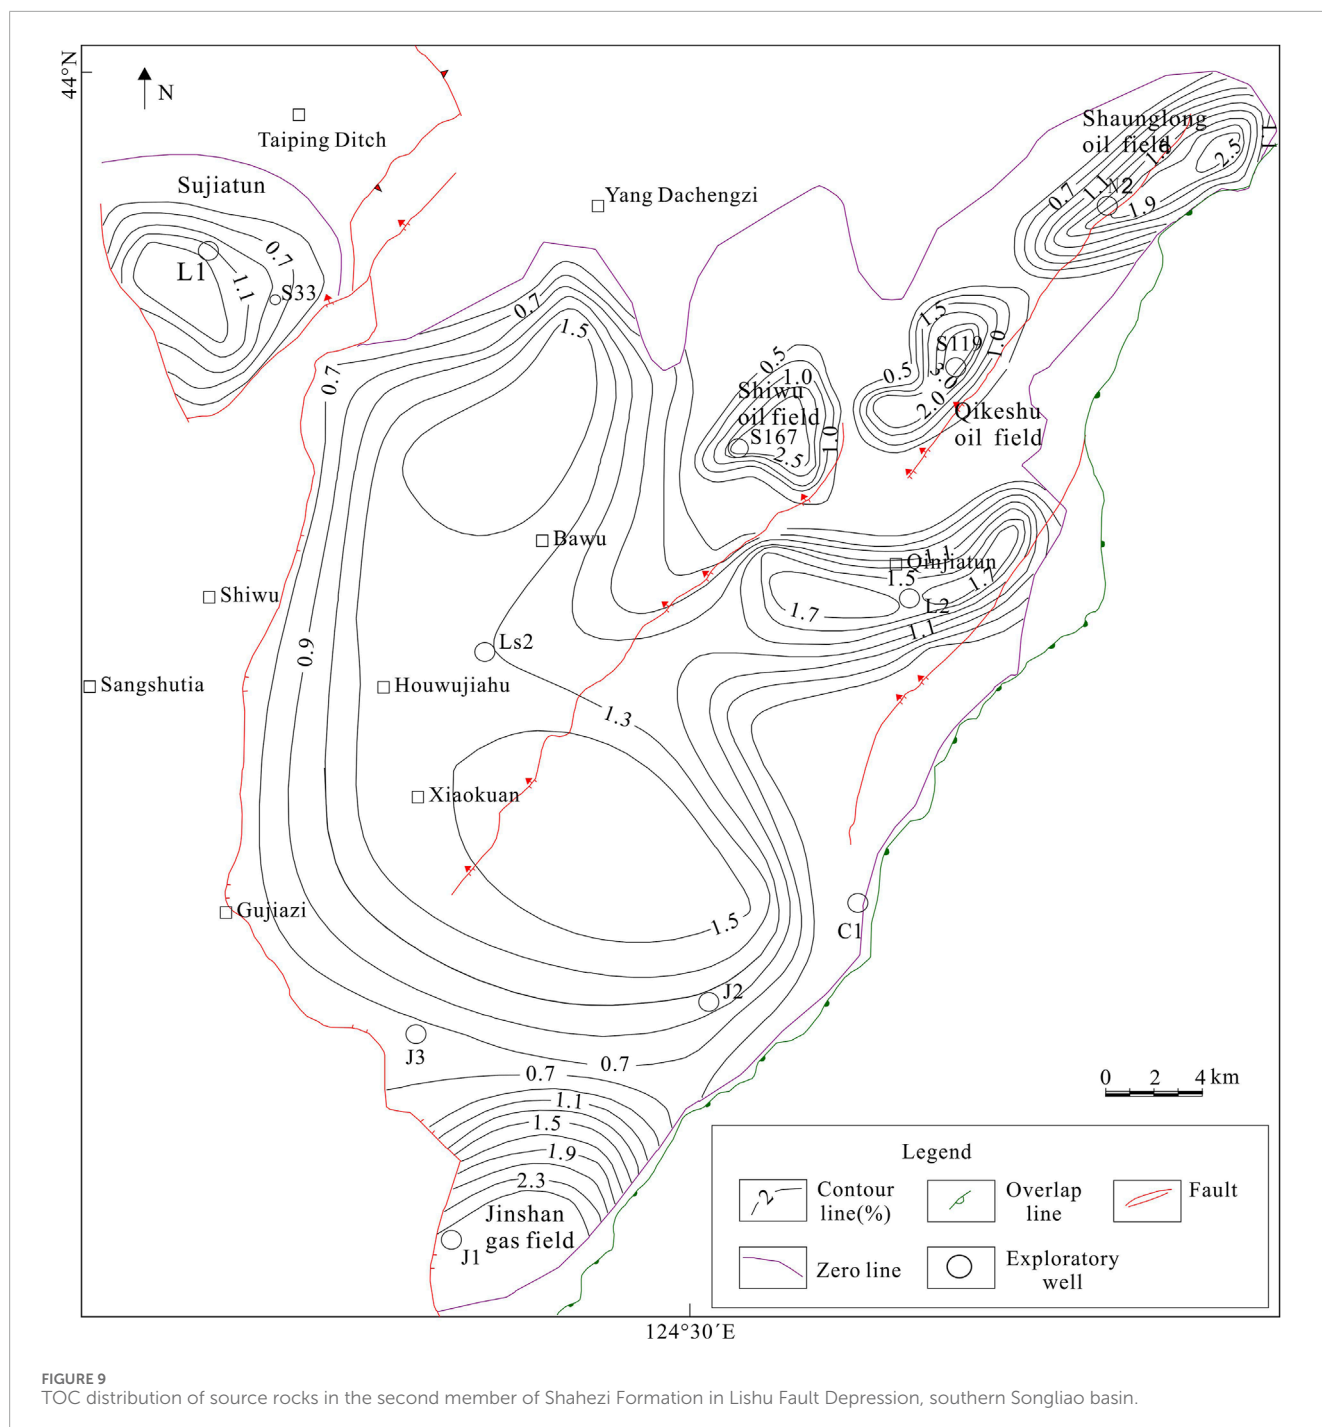 44°N
N
Taiping Ditch
Sujiatun
0.7
L1
1.1
S33
Yang Dachengzi
Shaunglong
oil field
0.7
1.1
N2
1.9
2.5
1.1
0.7
1.5
0.7
0.5
1.0
Shiwu
oil field
S167
2.5
1.0
1.5
S119
1.0
0.5
3.0
2.0
Qikeshu
oil field
Bawu
1.1
Qinjiatun
1.5
1.7
1.7
L2
1.1
Shiwu
0.9
Ls2
Sangshutia
Houwujiahu
1.3
Xiaokuan
Gujiazi
1.5
C1
J2
J3
0.7
0.7
1.1
1.5
1.9
2.3
Jinshan
gas field
J1
0 2 4 km
Legend
2
Contour
line(%)
Overlap
line
Fault
Zero line
Exploratory
well
124°30′E
FIGURE 9
TOC distribution of source rocks in the second member of Shahezi Formation in Lishu Fault Depression, southern Songliao basin.